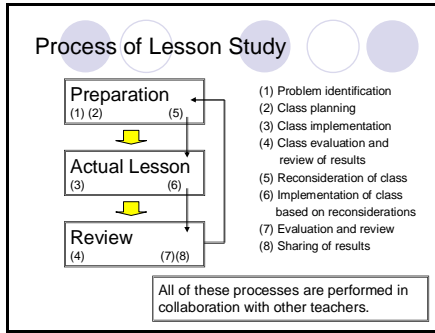 Process of Lesson Study
Preparation
(1) (2) (5)
Actual Lesson
(3) (6)
Review
(4) (7)(8)
(1) Problem identification
(2) Class planning
(3) Class implementation
(4) Class evaluation and
review of results
(5) Reconsideration of class
(6) Implementation of class
based on reconsiderations
(7) Evaluation and review
(8) Sharing of results
All of these processes are performed in
collaboration with other teachers.